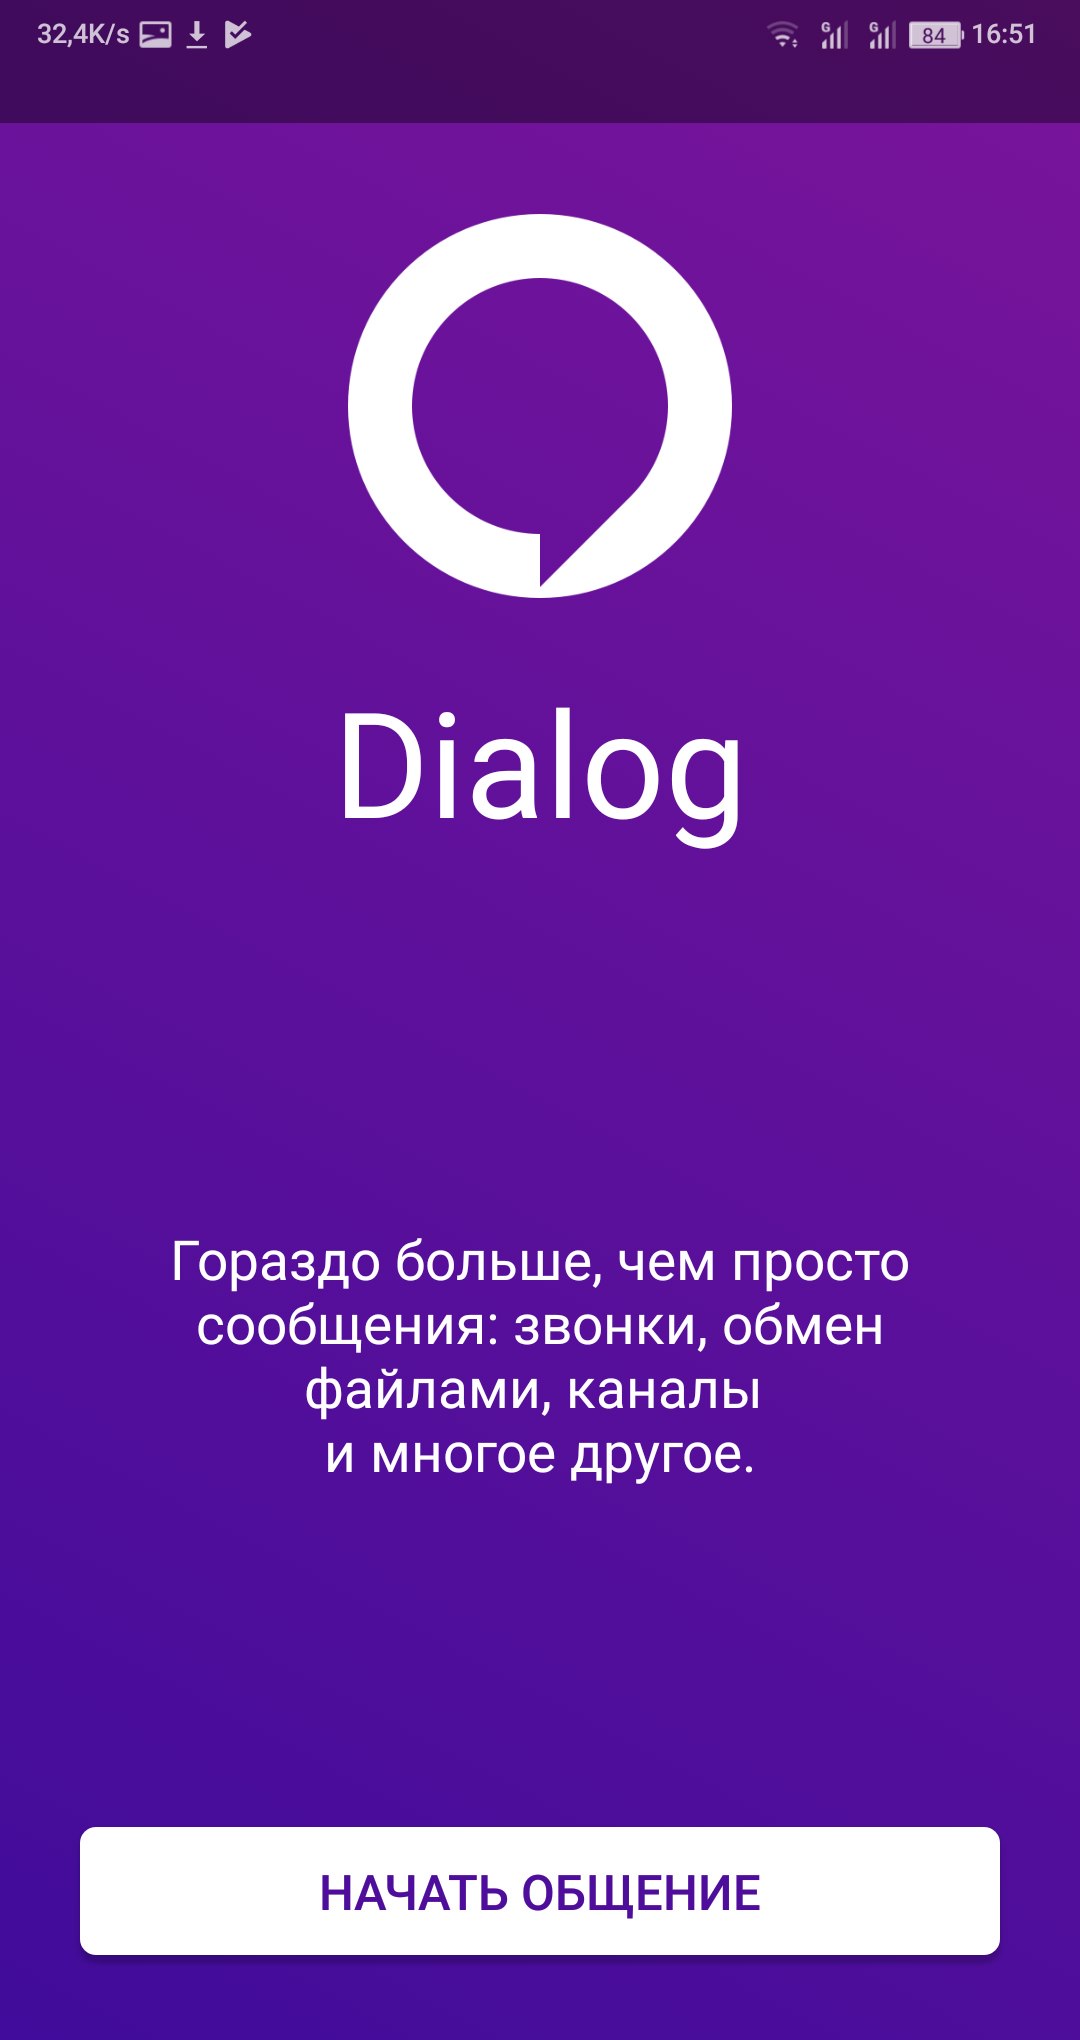 32,4K/s
G G 84 16:51
Dialog
Гораздо больше, чем просто
сообщения: звонки, обмен
файлами, каналы
и многое другое.
НАЧАТЬ ОБЩЕНИЕ